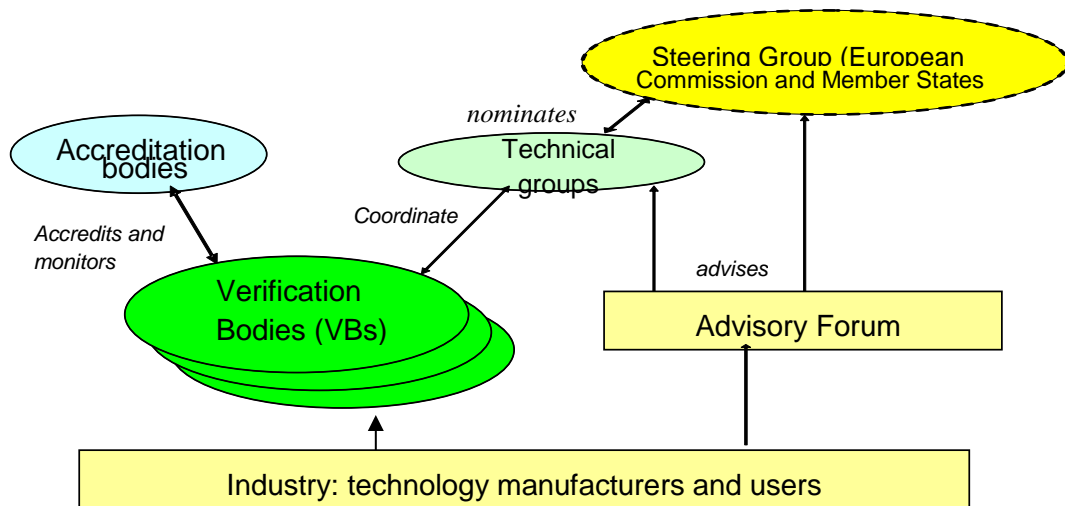 Steering Group (European
Commission and Member States
nominates
Accreditation
bodies
Technical
groups
Coordinate
Accredits and
monitors
advises
Verification
Bodies (VBs)
Advisory Forum
Industry: technology manufacturers and users